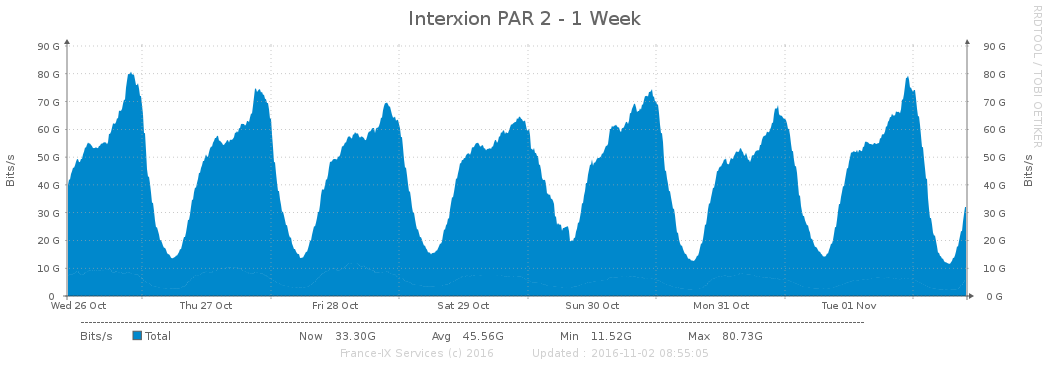 Interxion PAR 2 - 1 Week
RRDTOOL / TOBI OETIKER
Bits/s
90 G 90 G
80 G 80 G
70 G 70 G
60 G 60 G
50 G 50 G
40 G 40 G
30 G 30 G
20 G 20 G
10 G 10 G
0 0 G
Bits/s
Wed 26 Oct Thu 27 Oct Fri 28 Oct Sat 29 Oct Sun 30 Oct Mon 31 Oct Tue 01 Nov
Bits/s Total Now 33.30G Avg 45.56G Min 11.52G Max 80.73G
France-IX Services (c) 2016 Updated : 2016-11-02 08:55:05